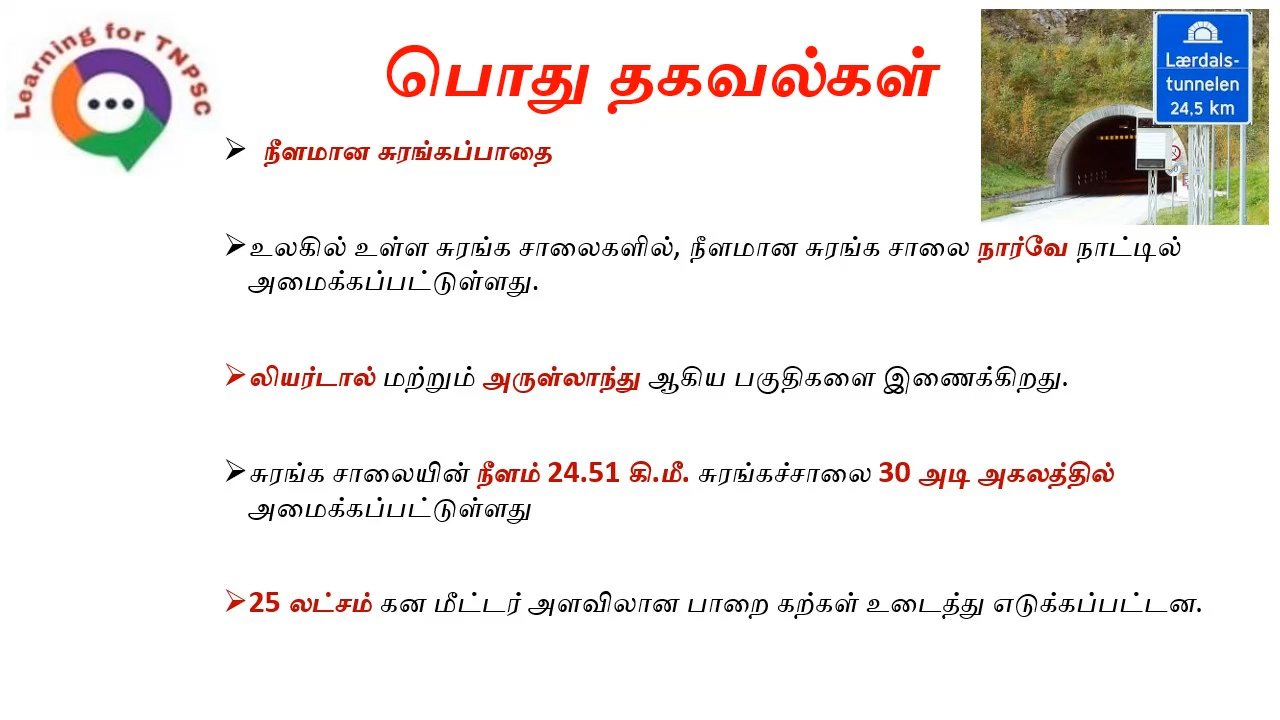 Learning for TNPSC
பொது தகவல்கள்
Lærdals-
tunnelen
24,5 km
நீளமான சுரங்கப்பாதை
உலகில் உள்ள சுரங்க சாலைகளில், நீளமான சுரங்க சாலை நார்வே நாட்டில்
அமைக்கப்பட்டுள்ளது.
லியர்டால் மற்றும் அருள்லாந்து ஆகிய பகுதிகளை இணைக்கிறது.
சுரங்க சாலையின் நீளம் 24.51 கி.மீ. சுரங்கச்சாலை 30 அடி அகலத்தில்
அமைக்கப்பட்டுள்ளது
25 லட்சம் கன மீட்டர் அளவிலான பாறை கற்கள் உடைத்து எடுக்கப்பட்டன.